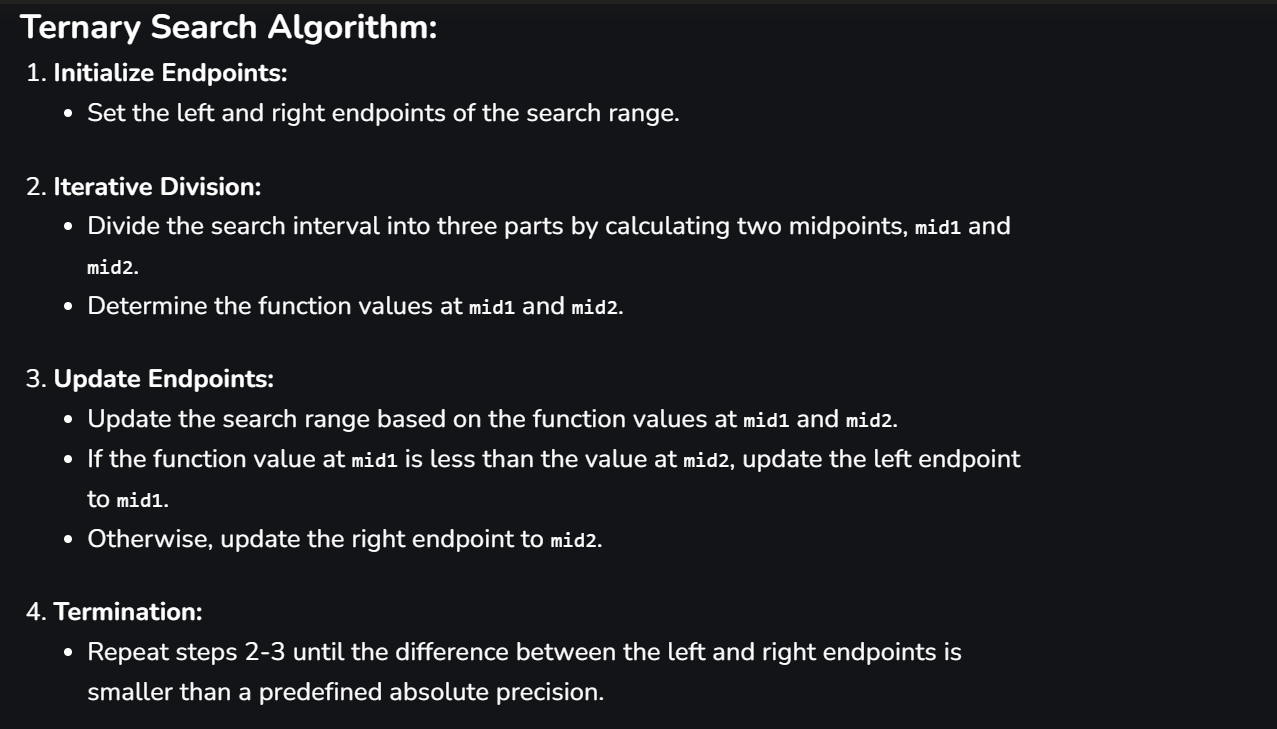 Ternary Search Algorithm:
1. Initialize Endpoints:
• Set the left and right endpoints of the search range.
2. Iterative Division:
• Divide the search interval into three parts by calculating two midpoints, mid1 and
mid2.
• Determine the function values at mid1 and mid2.
3. Update Endpoints:
• Update the search range based on the function values at mid1 and mid2.
• If the function value at mid1 is less than the value at mid2, update the left endpoint
to mid1.
• Otherwise, update the right endpoint to mid2.
4. Termination:
• Repeat steps 2-3 until the difference between the left and right endpoints is
smaller than a predefined absolute precision.